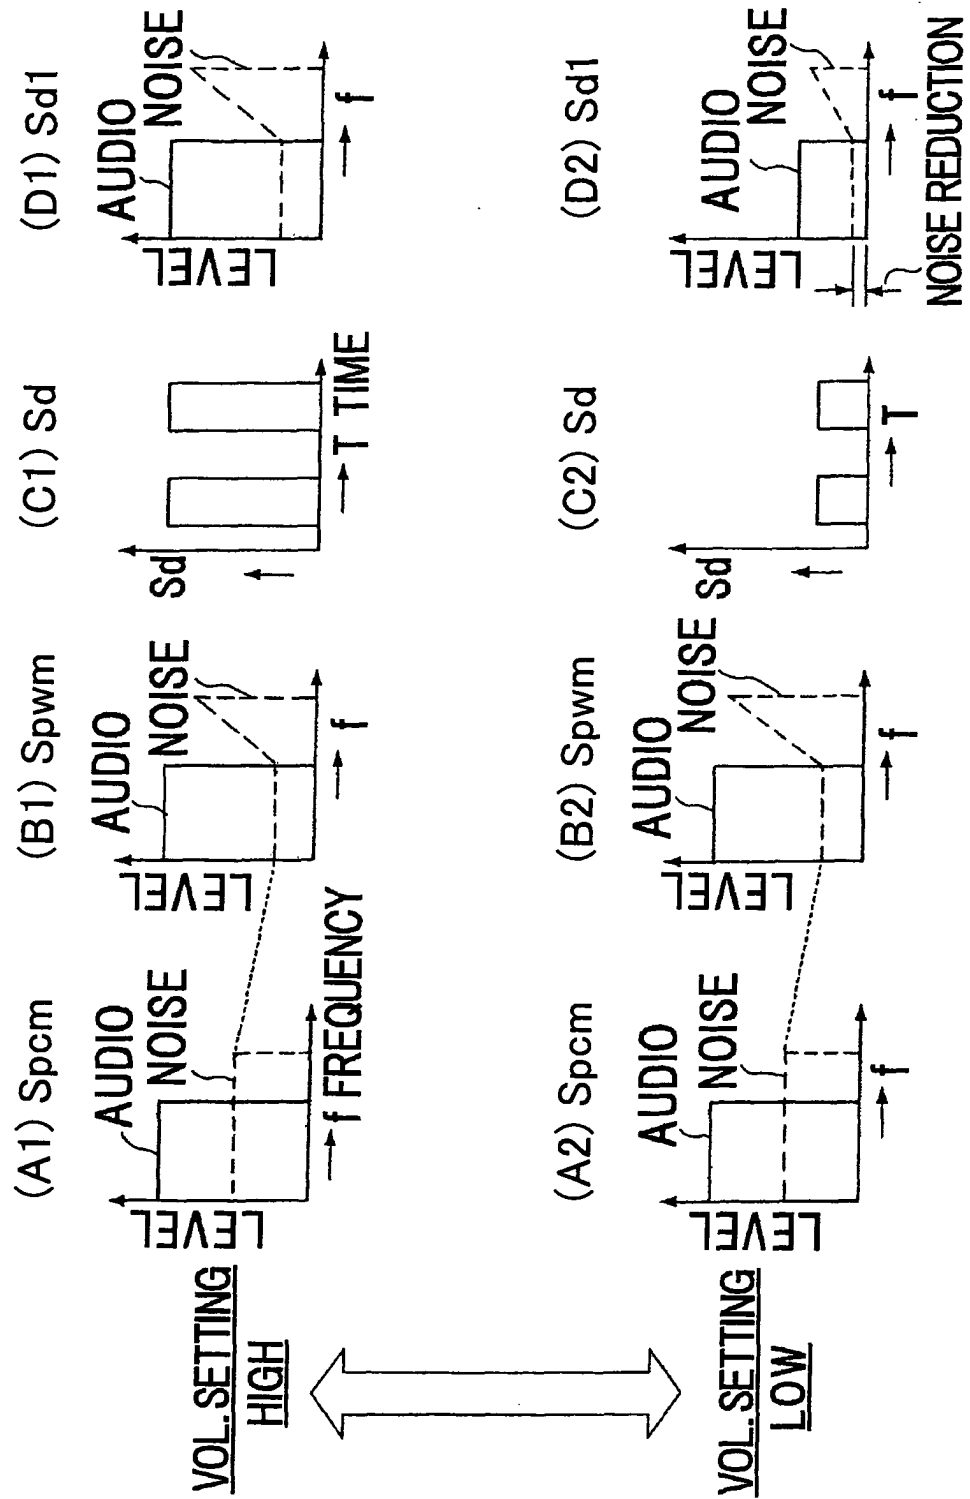 VOL. SETTING
HIGH
(A1) Spcm
LEVEL
AUDIO
NOISE
f FREQUENCY
(B1) Spwm
LEVEL
AUDIO
NOISE
f
(C1) Sd
Sd
T TIME
(D1) Sd1
LEVEL
AUDIO
NOISE
f
VOL. SETTING
LOW
(A2) Spcm
LEVEL
AUDIO
NOISE
f
(B2) Spwm
LEVEL
AUDIO
NOISE
f
(C2) Sd
Sd
T
(D2) Sd1
LEVEL
AUDIO
NOISE
f
NOISE REDUCTION